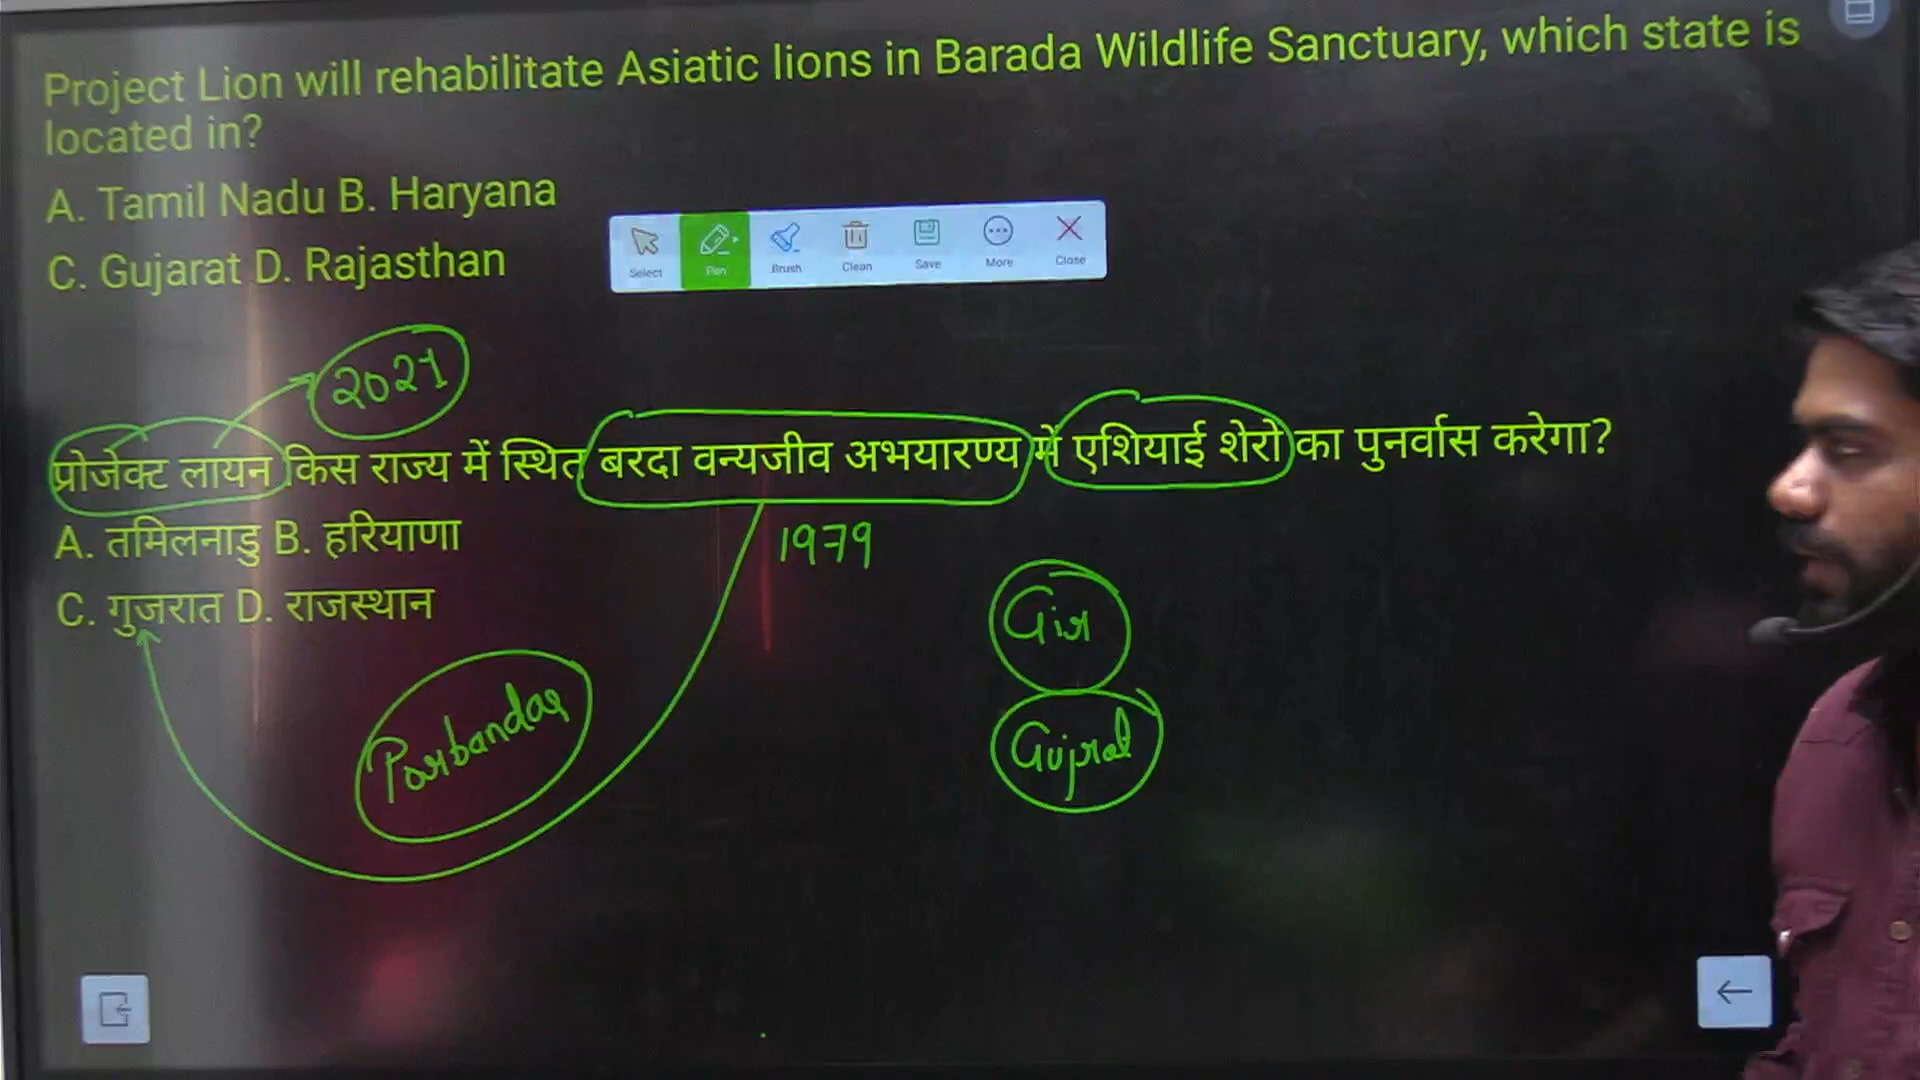 Project Lion will rehabilitate Asiatic lions in Barada Wildlife Sanctuary, which state is
located in?
A. Tamil Nadu B. Haryana
C. Gujarat D. Rajasthan
Select Pen Brush Clean Save More Close
2021
प्रोजेक्ट लायन किस राज्य में स्थित बरदा वन्यजीव अभयारण्य में एशियाई शेरो का पुनर्वास करेगा?
A. तमिलनाडु B. हरियाणा
1979
C. गुजरात D. राजस्थान
Gir
Porbandar
Gujrat